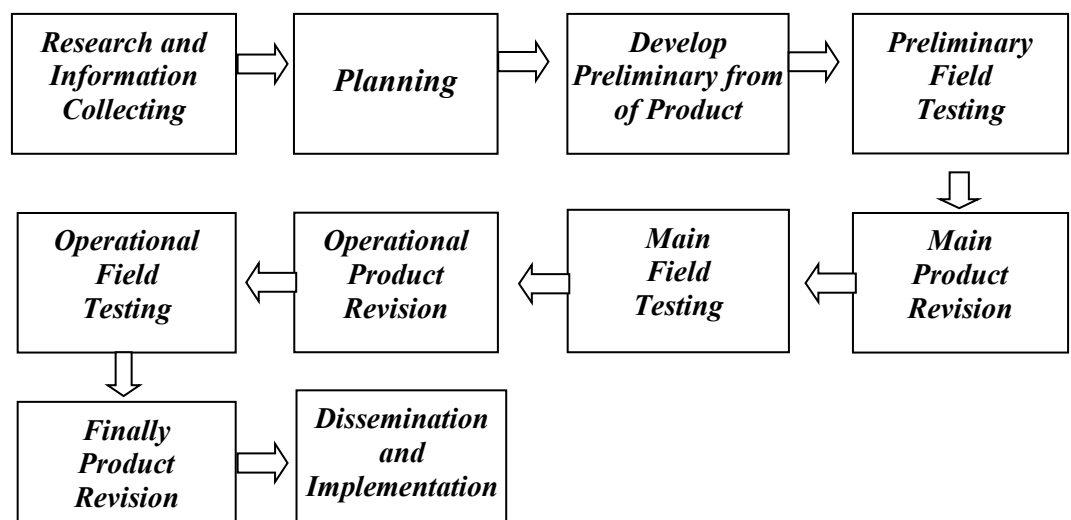 Research and
Information
Collecting
Planning
Develop
Preliminary from
of Product
Preliminary
Field
Testing
Main
Product
Revision
Main
Field
Testing
Operational
Product
Revision
Operational
Field
Testing
Finally
Product
Revision
Dissemination
and
Implementation